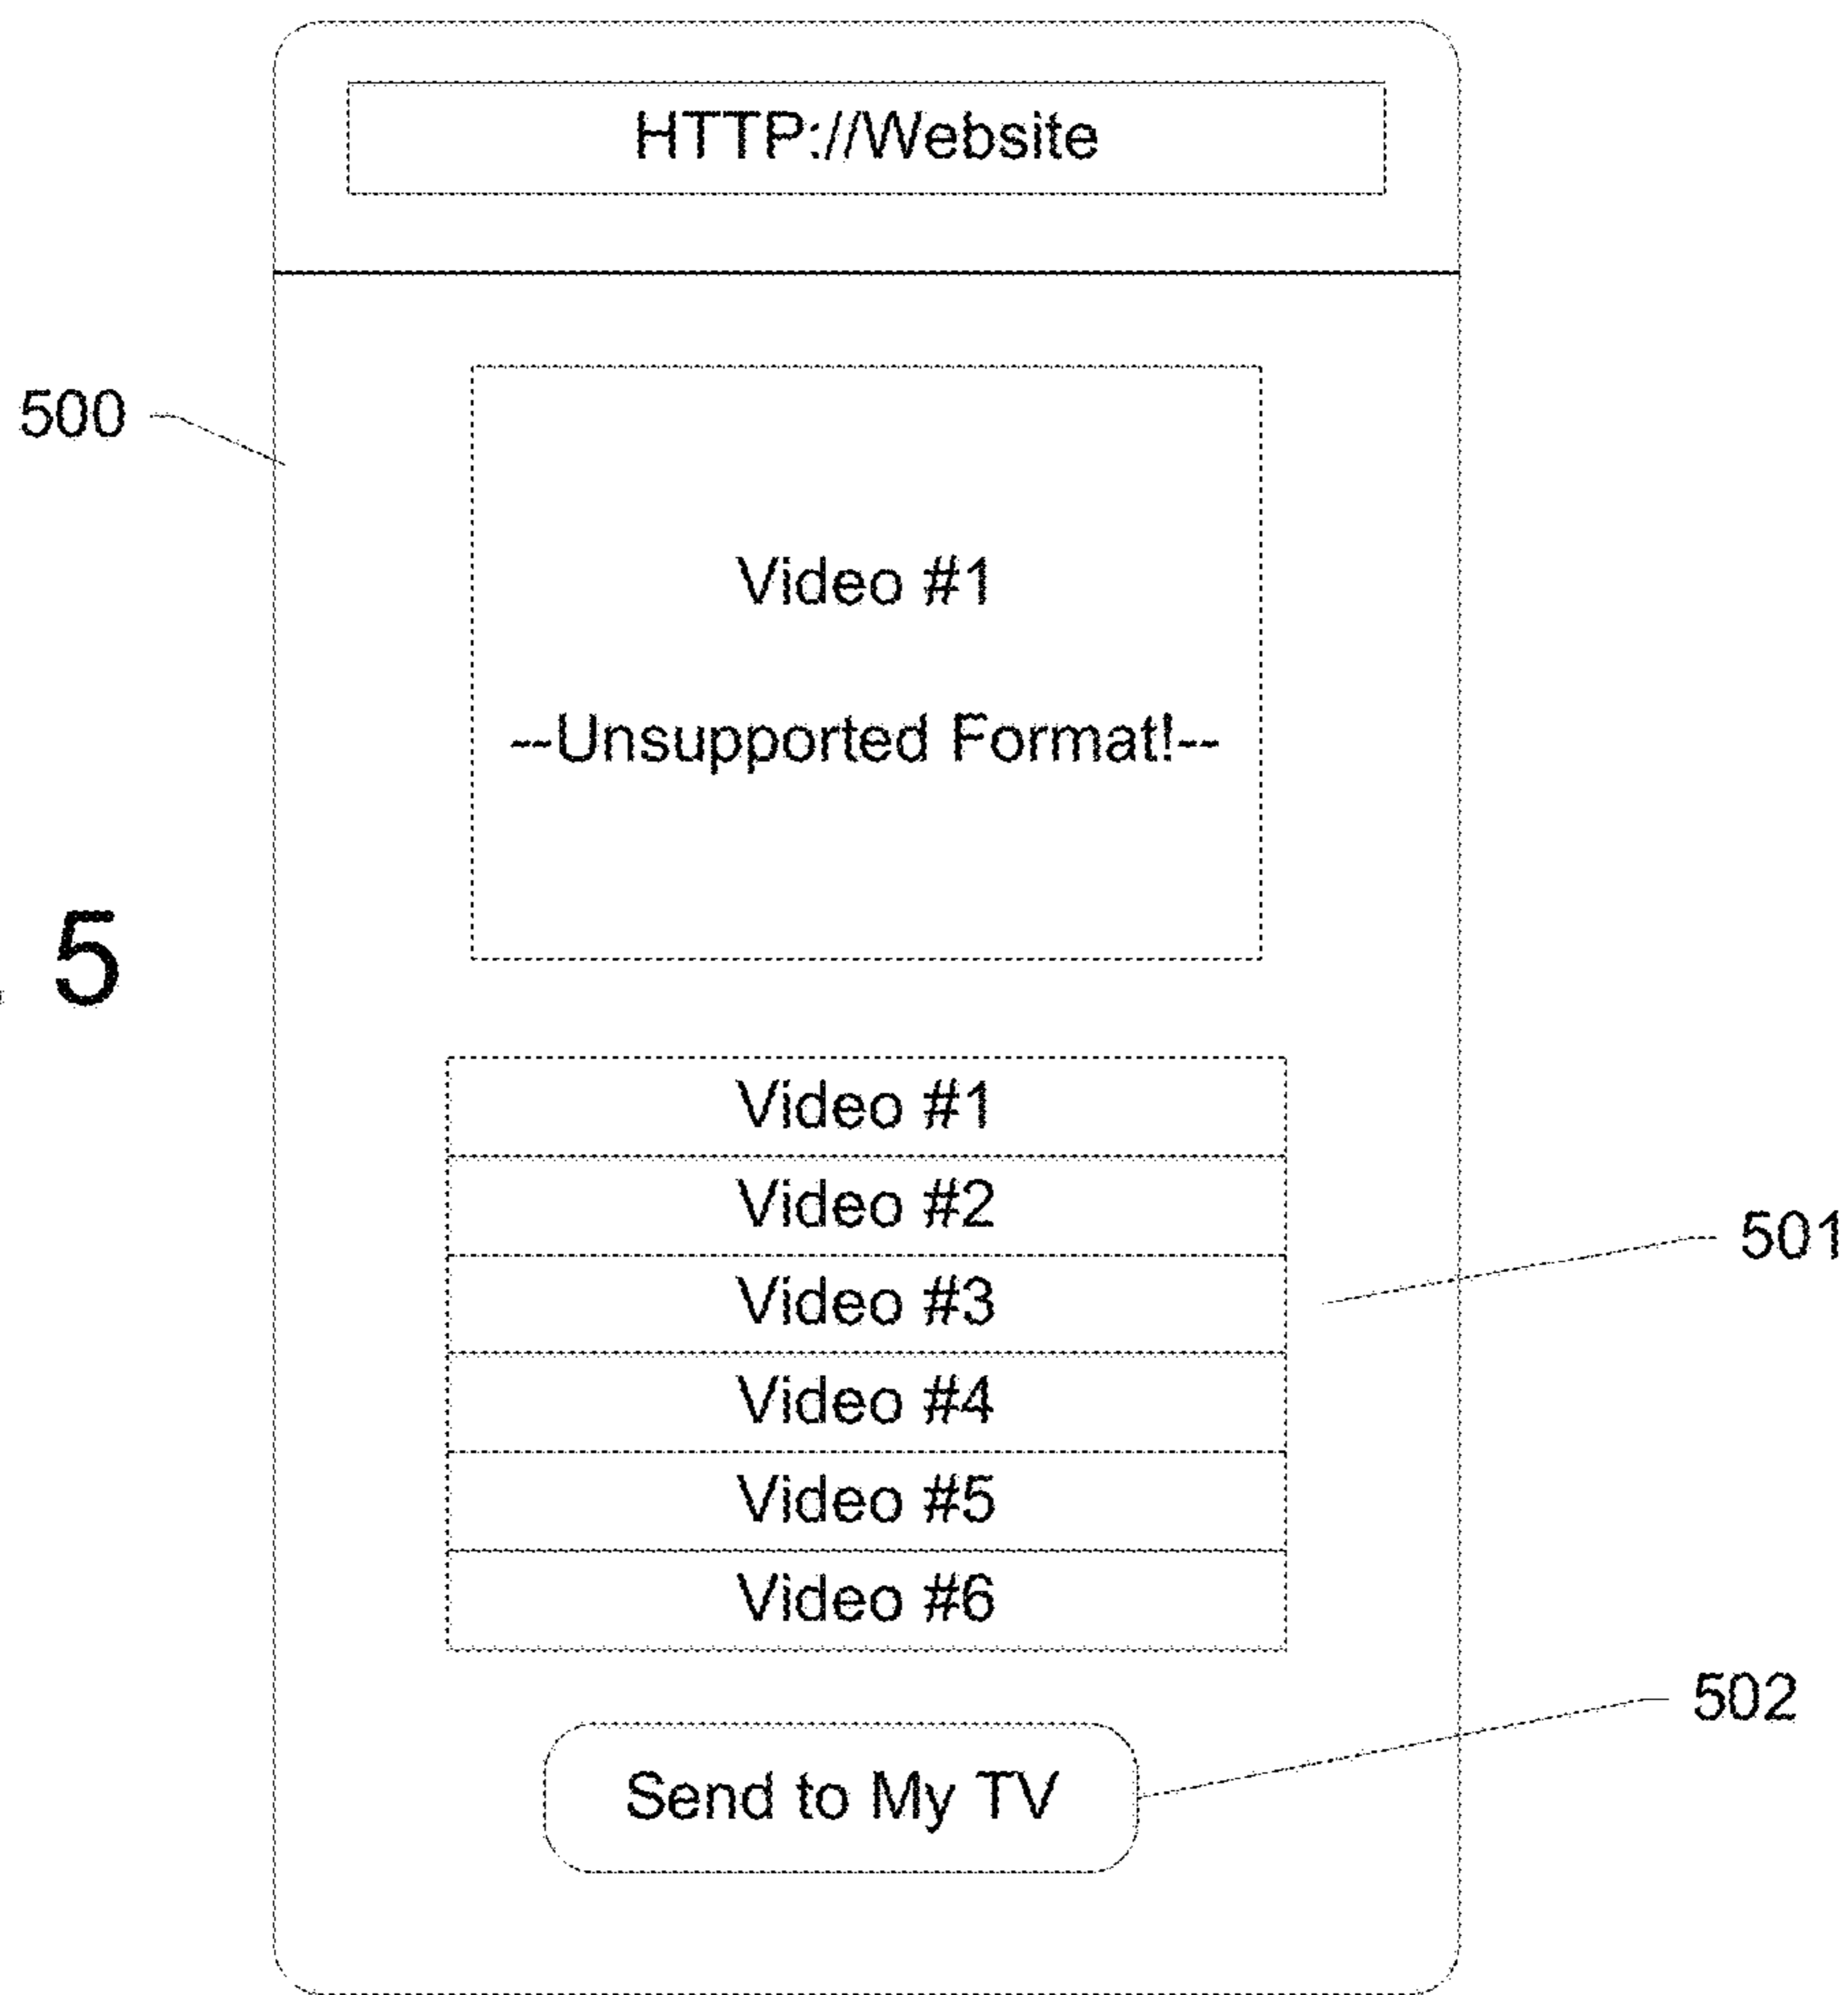 HTTP://Website
500
Video #1
--Unsupported Format!--
5
Video #1
Video #2
501
Video #3
Video #4
Video #5
Video #6
502
Send to My TV